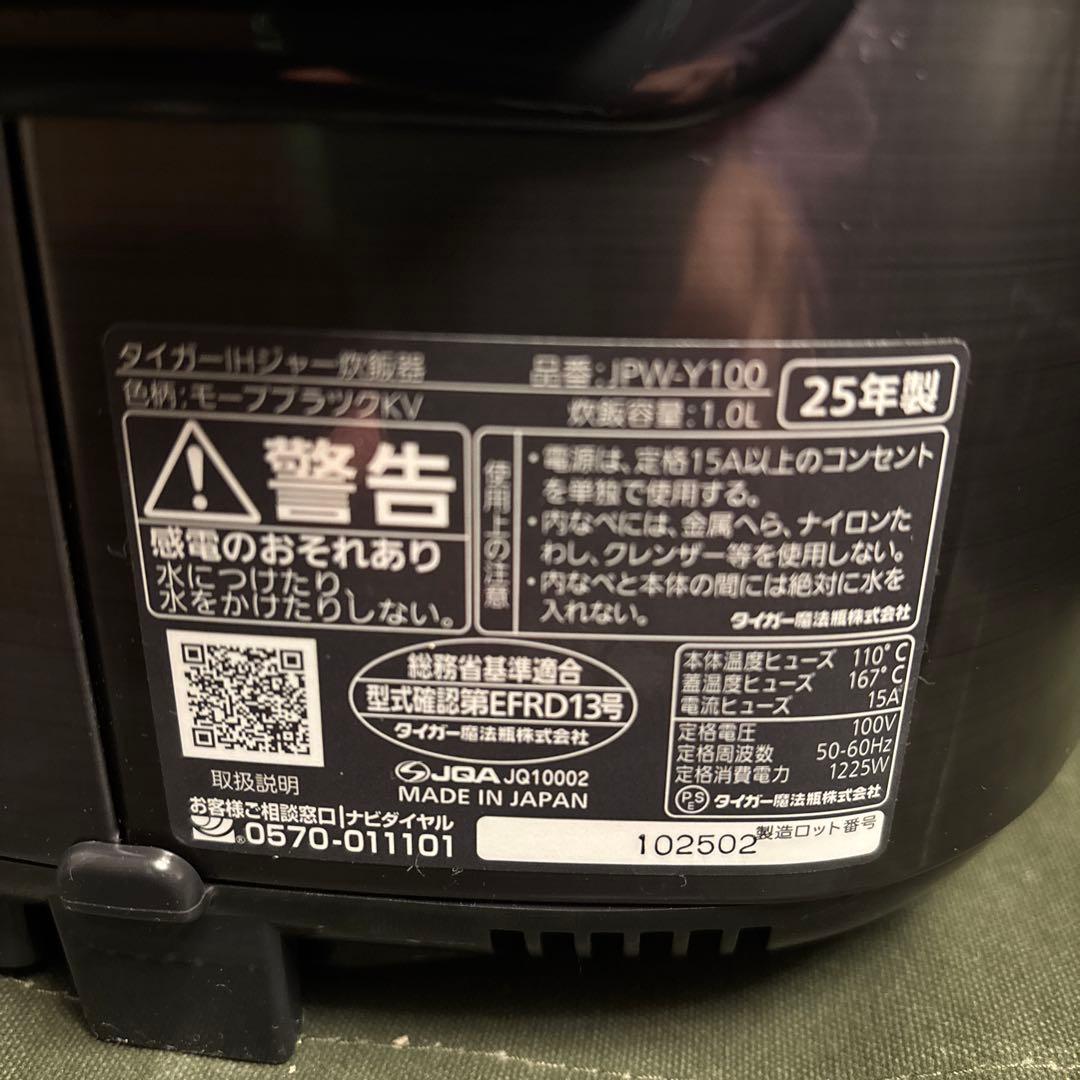 タイガーIHジャー炊飯器
品番:JPW-Y100
25年製
色柄:モーブブラックKV
炊飯容量:1.0L
警告
感電のおそれあり
水につけたり、
水をかけたりしない。
使用上の注意
・電源は、定格15A以上のコンセント
を単独で使用する。
・内なべには、金属へら、ナイロンた
わし、クレンザー等を使用しない。
・内なべと本体の間には絶対に水を
入れない。
タイガー魔法瓶株式会社
取扱説明
総務省基準適合
型式確認第EFRD13号
タイガー魔法瓶株式会社
JQA JQ10002
MADE IN JAPAN
本体温度ヒューズ 110°C
蓋温度ヒューズ 167°C
電流ヒューズ 15A
定格電圧 100V
定格周波数 50-60Hz
定格消費電力 1225W
PSE タイガー魔法瓶株式会社
お客様ご相談窓口|ナビダイヤル
0570-011101
102502 製造ロット番号